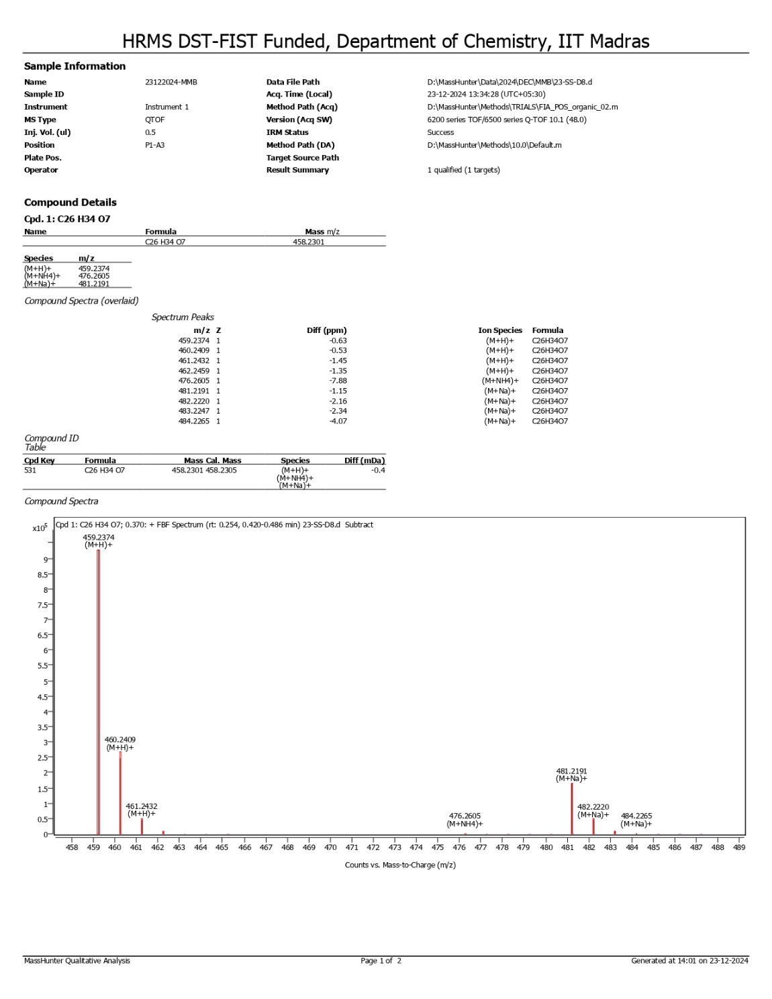 HRMS DST-FIST Funded, Department of Chemistry, IIT Madras
Sample Information
Name 23122024-MMB Data File Path D:\MassHunter\Data\2024\DEC\MMB\23-SS-D8.d
Sample ID Acq. Time (Local) 23-12-2024 13:34:28 (UTC+05:30)
Instrument Instrument 1 Method Path (Acq) D:\MassHunter\Methods\TRIALS\FIA_POS_organic_02.m
MS Type QTOF Version (Acq SW) 6200 series TOF/6500 series Q-TOF 10.1 (48.0)
Inj. Vol. (ul) 0.5 IRM Status Success
Position P1-A3 Method Path (DA) D:\MassHunter\Methods\10.0\Default.m
Plate Pos. Target Source Path
Operator Result Summary 1 qualified (1 targets)
Compound Details
Cpd. 1: C26 H34 O7
Name Formula Mass m/z
C26 H34 O7 458.2301
Species m/z
(M+H)+ 459.2374
(M+NH4)+ 476.2605
(M+Na)+ 481.2191
Compound Spectra (overlaid)
Spectrum Peaks
m/z Z Diff (ppm) Ion Species Formula
459.2374 1 -0.63 (M+H)+ C26H34O7
460.2409 1 -0.53 (M+H)+ C26H34O7
461.2432 1 -1.45 (M+H)+ C26H34O7
462.2459 1 -1.35 (M+H)+ C26H34O7
476.2605 1 -7.88 (M+NH4)+ C26H34O7
481.2191 1 -1.15 (M+Na)+ C26H34O7
482.2220 1 -2.16 (M+Na)+ C26H34O7
483.2247 1 -2.34 (M+Na)+ C26H34O7
484.2265 1 -4.07 (M+Na)+ C26H34O7
Compound ID
Table
Cpd Key Formula Mass Cal. Mass Species Diff (mDa)
531 C26 H34 O7 458.2301 458.2305 (M+H)+ -0.4
(M+NH4)+
(M+Na)+
Compound Spectra
x10⁵ Cpd 1: C26 H34 O7; 0.370: + FBF Spectrum (rt: 0.254, 0.420-0.486 min) 23-SS-D8.d Subtract
459.2374
(M+H)+
9
8.5
8
7.5
7
6.5
6
5.5
5
4.5
4
3.5
3
460.2409
(M+H)+
2.5
2
481.2191
(M+Na)+
1.5
1
461.2432
(M+H)+
482.2220
(M+Na)+
476.2605
(M+NH4)+
484.2265
(M+Na)+
0.5
0
458 459 460 461 462 463 464 465 466 467 468 469 470 471 472 473 474 475 476 477 478 479 480 481 482 483 484 485 486 487 488 489
Counts vs. Mass-to-Charge (m/z)
MassHunter Qualitative Analysis Page 1 of 2 Generated at 14:01 on 23-12-2024